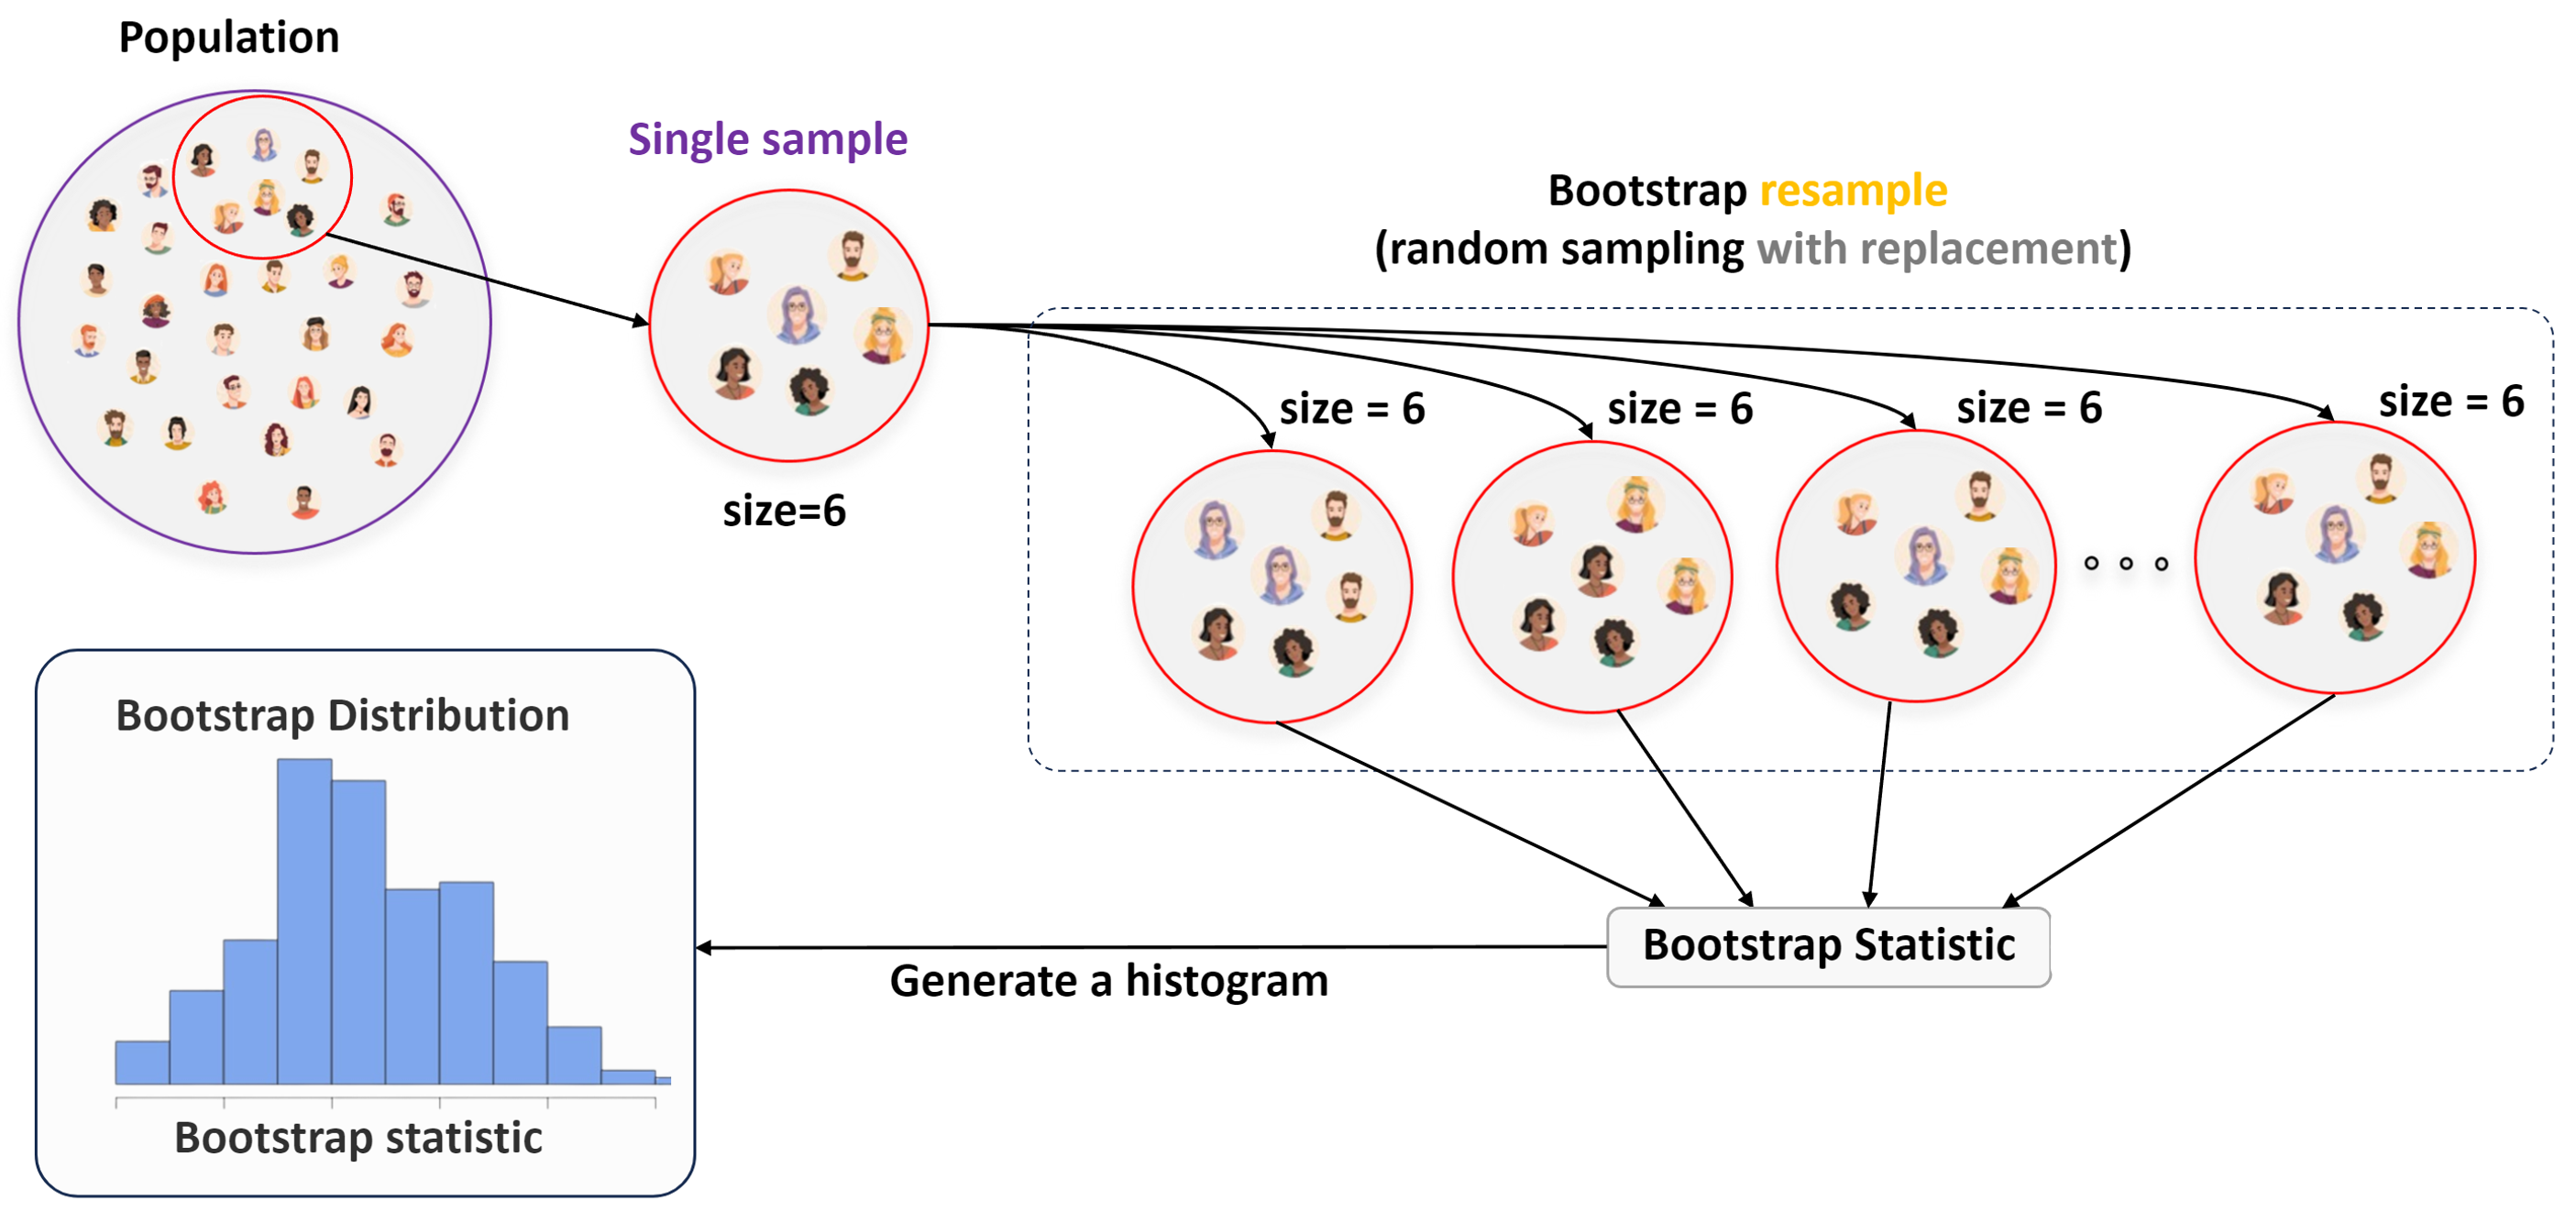 Population
Single sample
size=6
Bootstrap resample
(random sampling with replacement)
size = 6
size = 6
size = 6
size = 6
Bootstrap Statistic
Generate a histogram
Bootstrap Distribution
Bootstrap statistic